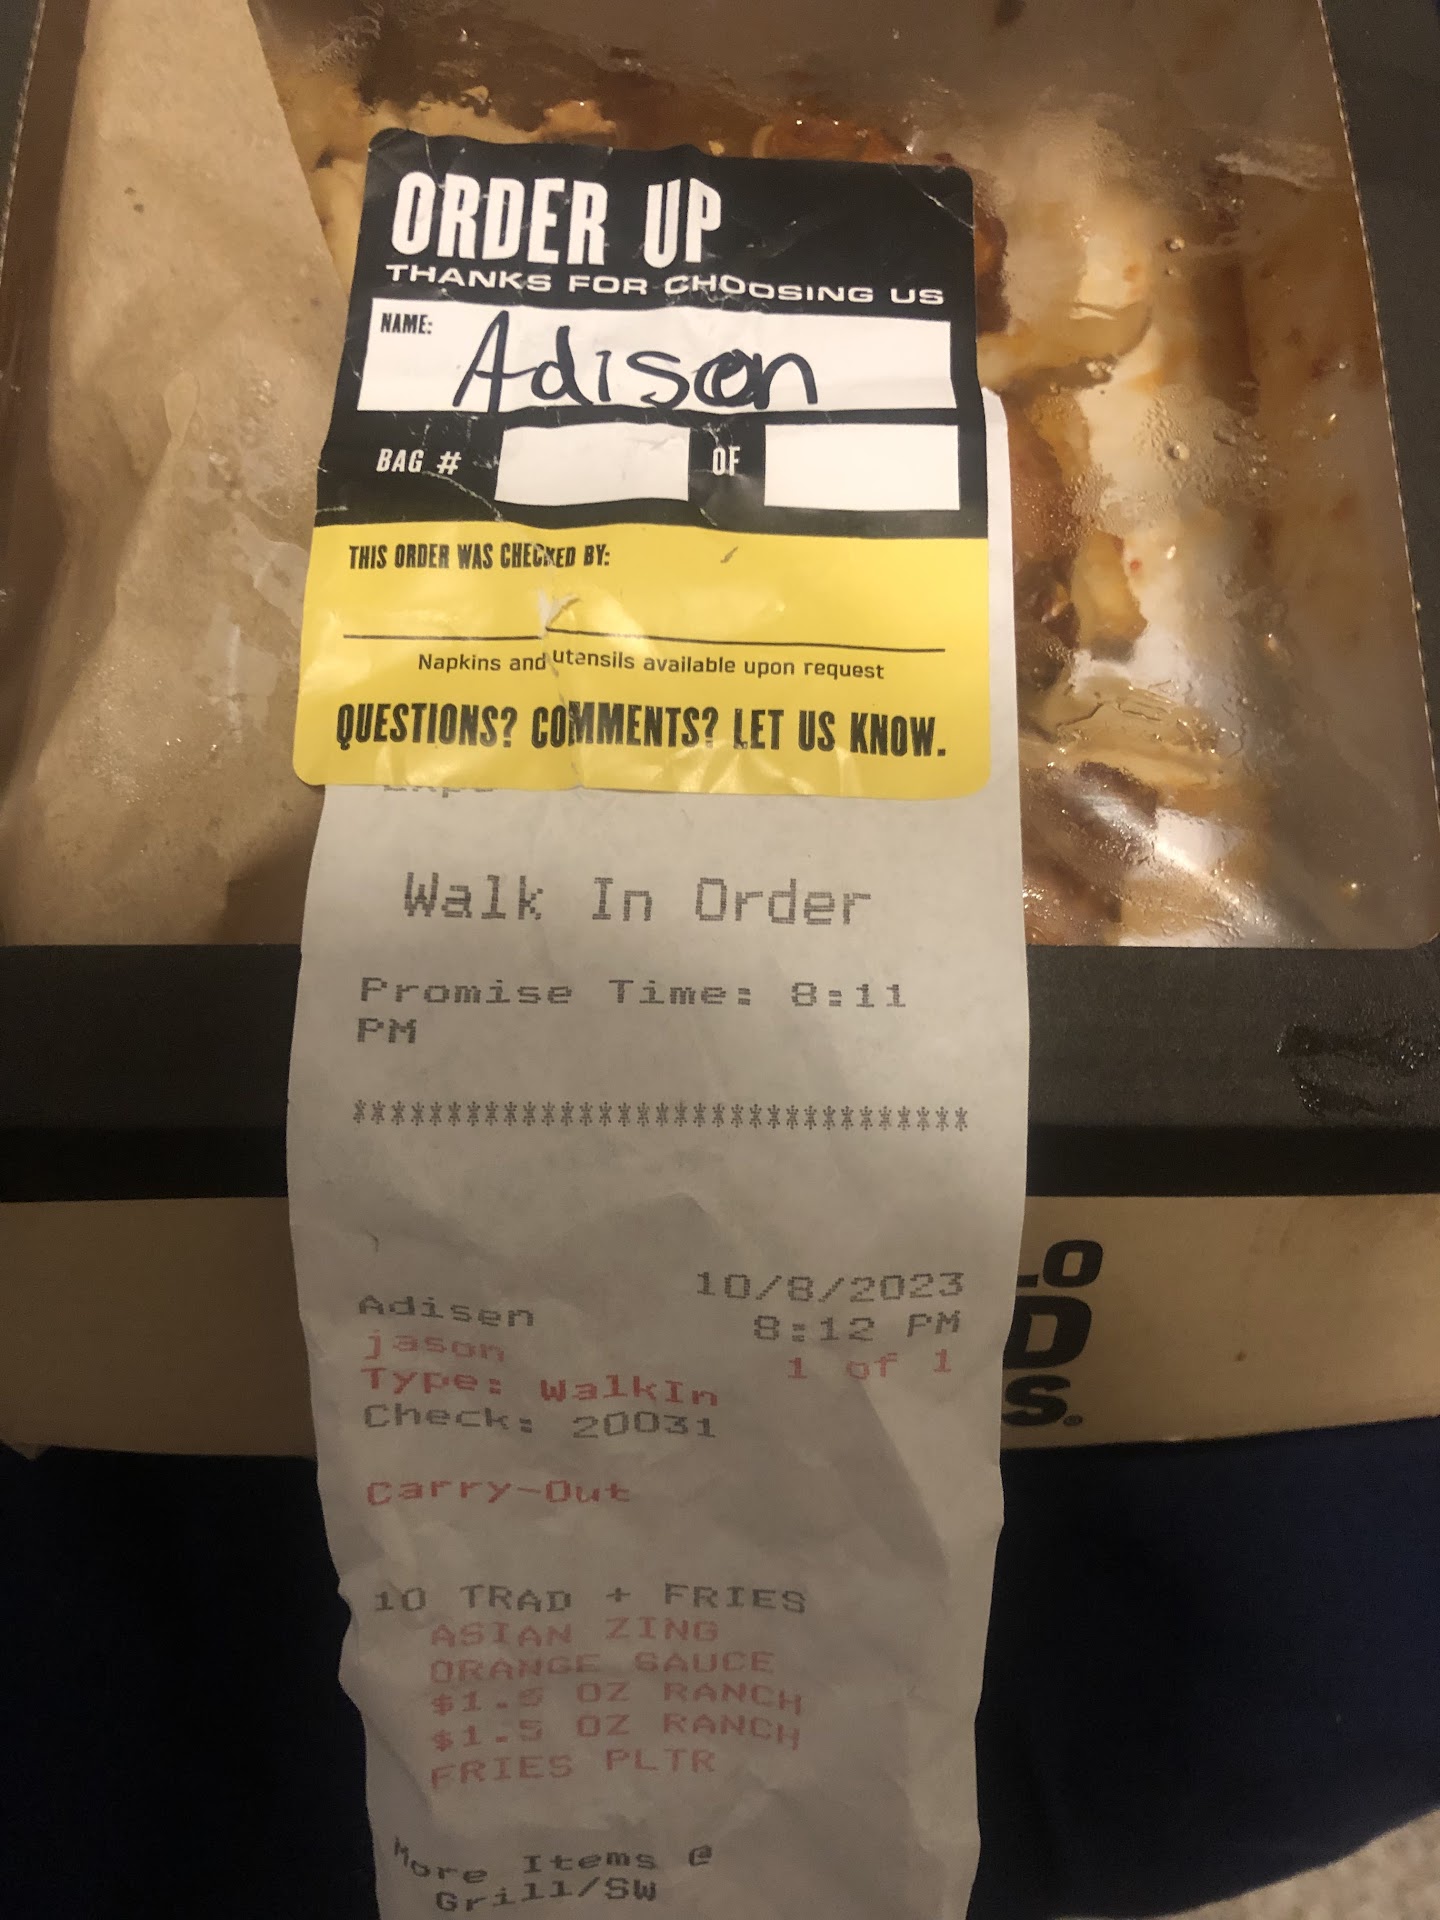 ORDER UP
THANKS FOR CHOOSING US
NAME: Adison
BAG # OF
THIS ORDER WAS CHECKED BY:
Napkins and utensils available upon request
QUESTIONS? COMMENTS? LET US KNOW.
Walk In Order
Promise Time: 8:11
PM
*********************************
10/8/2023
Adisen 8:12 PM
jason 1 of 1
Type: WalkIn
Check: 20031
Carry-Out
10 TRAD + FRIES
ASIAN ZING
ORANGE SAUCE
$1.5 OZ RANCH
$1.5 OZ RANCH
FRIES PLTR
More Items @
Grill/SW
LO
D
S.